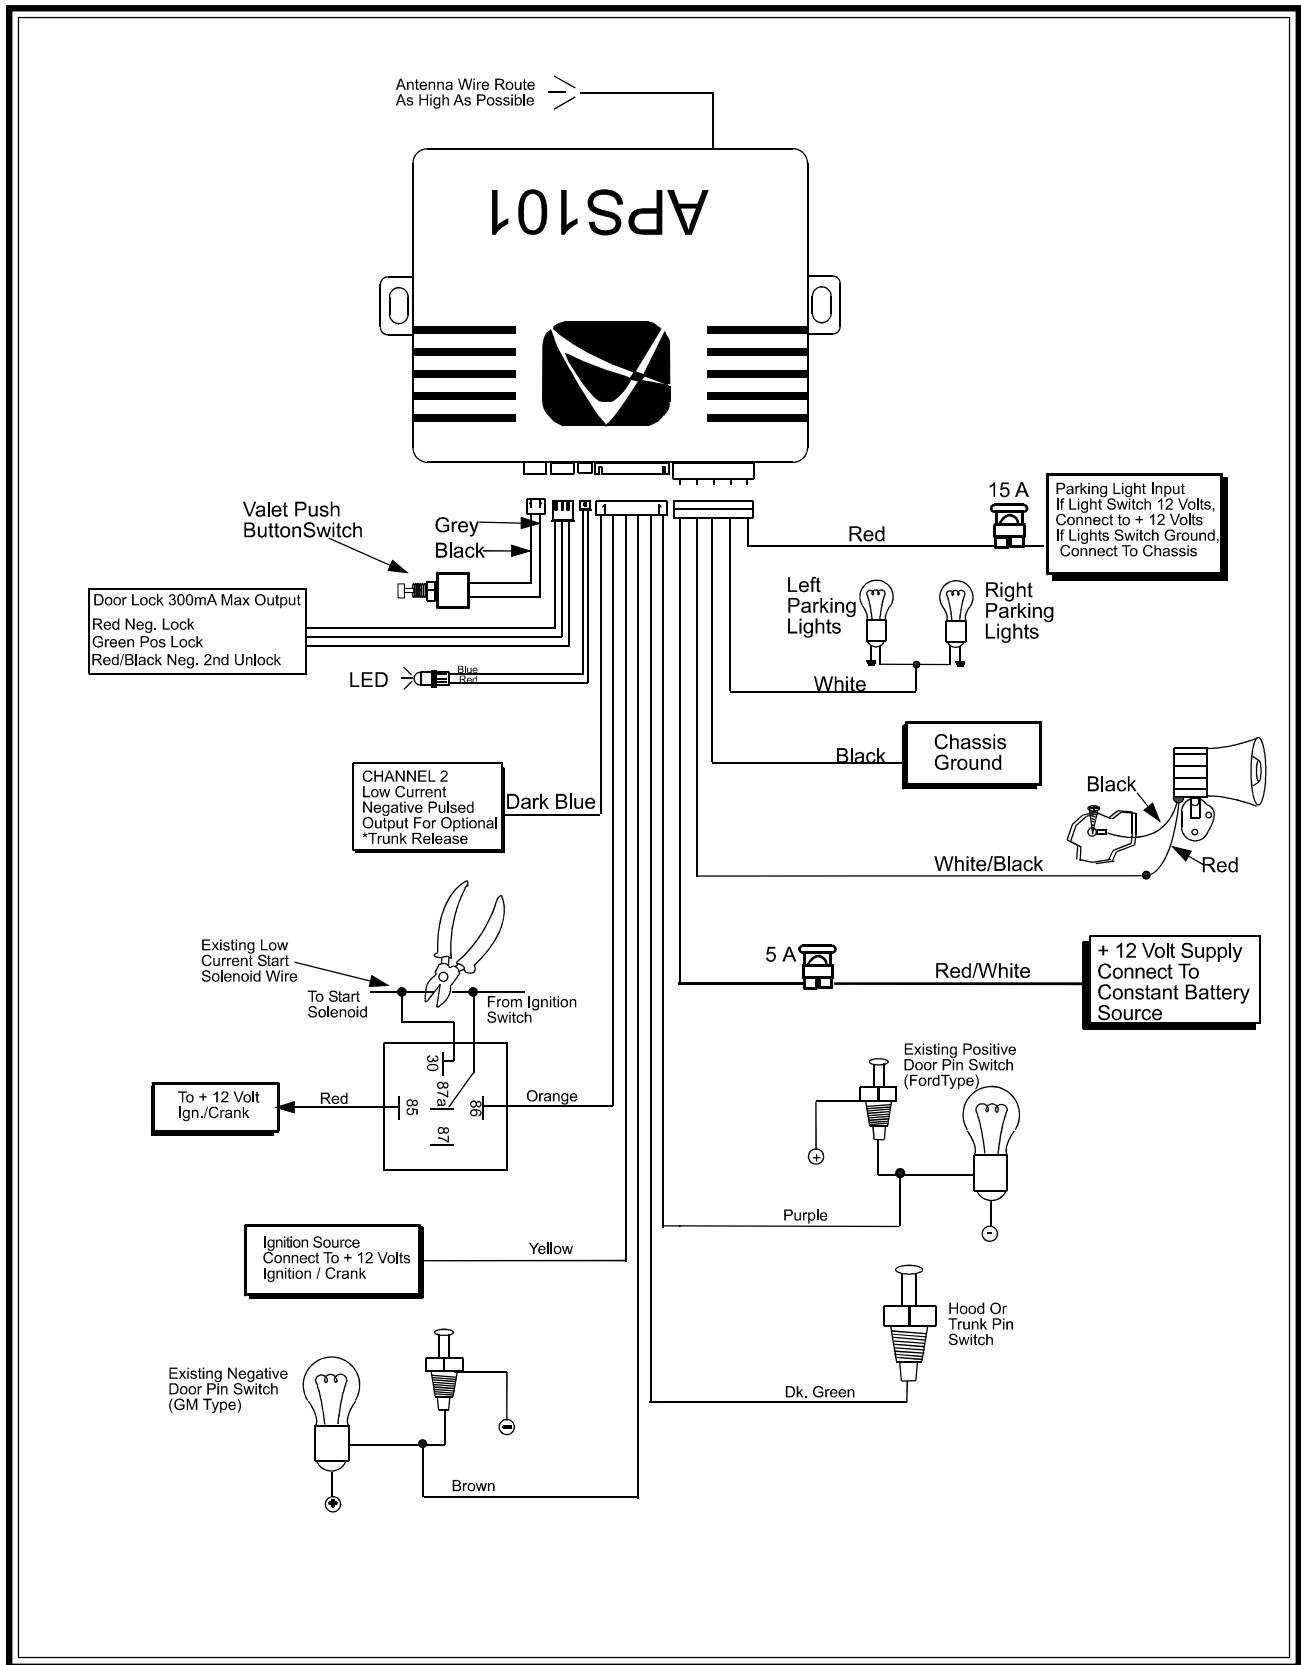 Antenna Wire Route
As High As Possible
APS101
15 A
Parking Light Input
If Light Switch 12 Volts,
Connect to + 12 Volts
If Lights Switch Ground,
Connect To Chassis
Valet Push
ButtonSwitch
Grey
Black
Red
Door Lock 300mA Max Output
Red Neg. Lock
Green Pos Lock
Red/Black Neg. 2nd Unlock
Left
Parking
Lights
Right
Parking
Lights
LED
Blue
Red
White
CHANNEL 2
Low Current
Negative Pulsed
Output For Optional
*Trunk Release
Dark Blue
Black
Chassis
Ground
Black
Red
White/Black
Existing Low
Current Start
Solenoid Wire
To Start
Solenoid
From Ignition
Switch
5 A
Red/White
+ 12 Volt Supply
Connect To
Constant Battery
Source
To + 12 Volt
Ign./Crank
Red
30
85
87a
86
87
Orange
Existing Positive
Door Pin Switch
(FordType)
+
-
Purple
Ignition Source
Connect To + 12 Volts
Ignition / Crank
Yellow
Hood Or
Trunk Pin
Switch
Dk. Green
Existing Negative
Door Pin Switch
(GM Type)
-
+
Brown